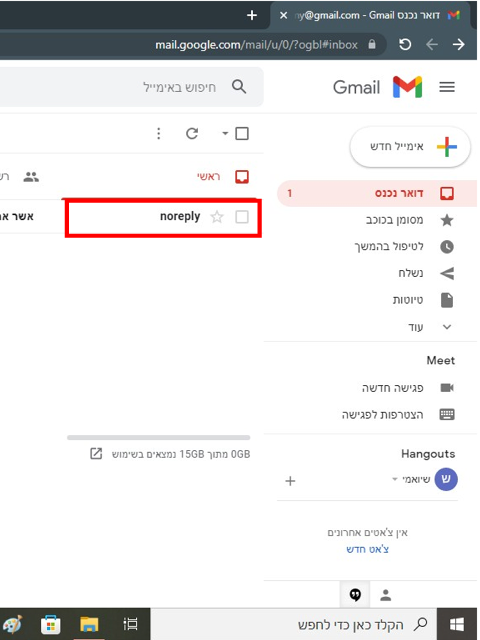 דואר נכנס - ny@gmail.com - Gmail
mail.google.com/mail/u/0/?ogbl#inbox
Gmail
חיפוש באימייל
אימייל חדש
ראשי
דואר נכנס 1
noreply
מסומן בכוכב
לטיפול בהמשך
נשלח
טיוטות
עוד
Meet
פגישה חדשה
הצטרפות לפגישה
0GB מתוך 15GB נמצאים בשימוש
Hangouts
שיואמי
ש
אין צ'אטים אחרונים
צ'אט חדש
הקלד כאן כדי לחפש